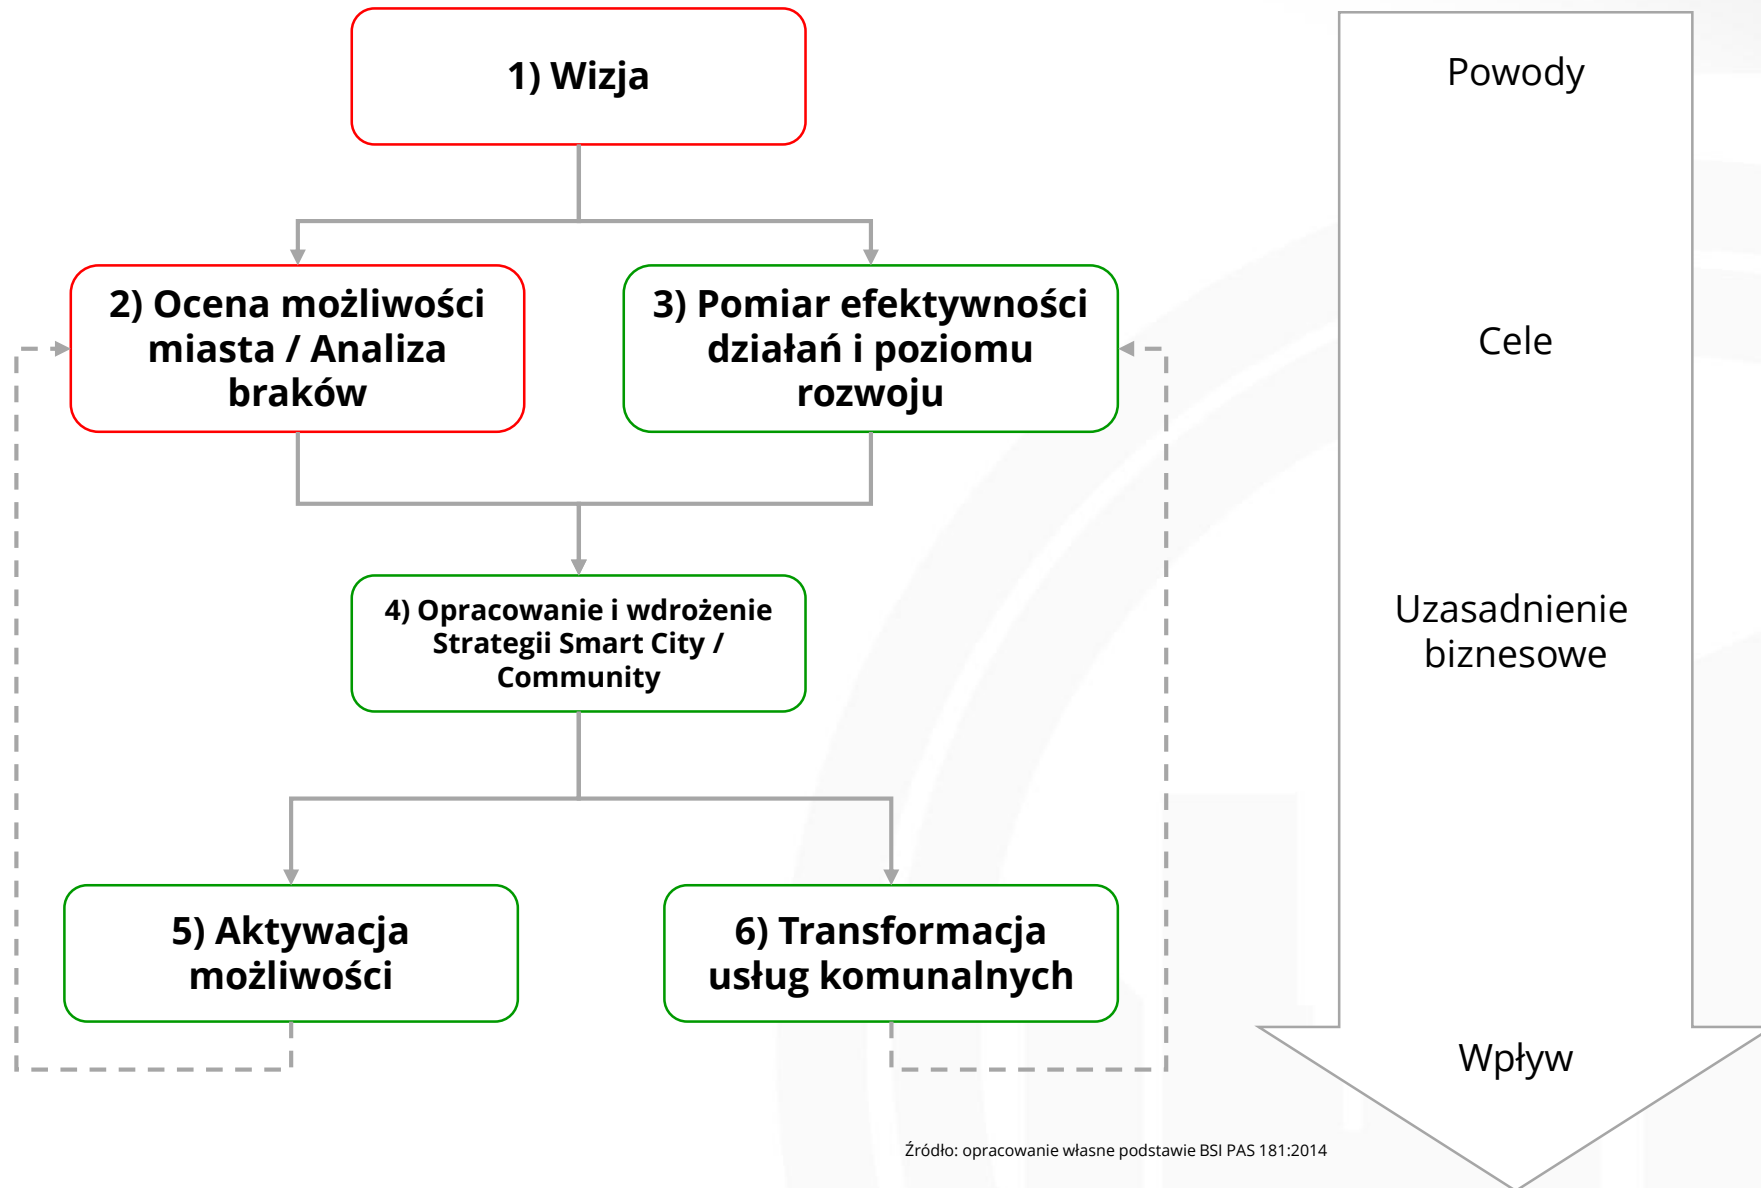 1) Wizja
2) Ocena możliwości
miasta / Analiza
braków
3) Pomiar efektywności
działań i poziomu
rozwoju
4) Opracowanie i wdrożenie
Strategii Smart City /
Community
5) Aktywacja
możliwości
6) Transformacja
usług komunalnych
Powody
Cele
Uzasadnienie
biznesowe
Wpływ
Źródło: opracowanie własne podstawie BSI PAS 181:2014